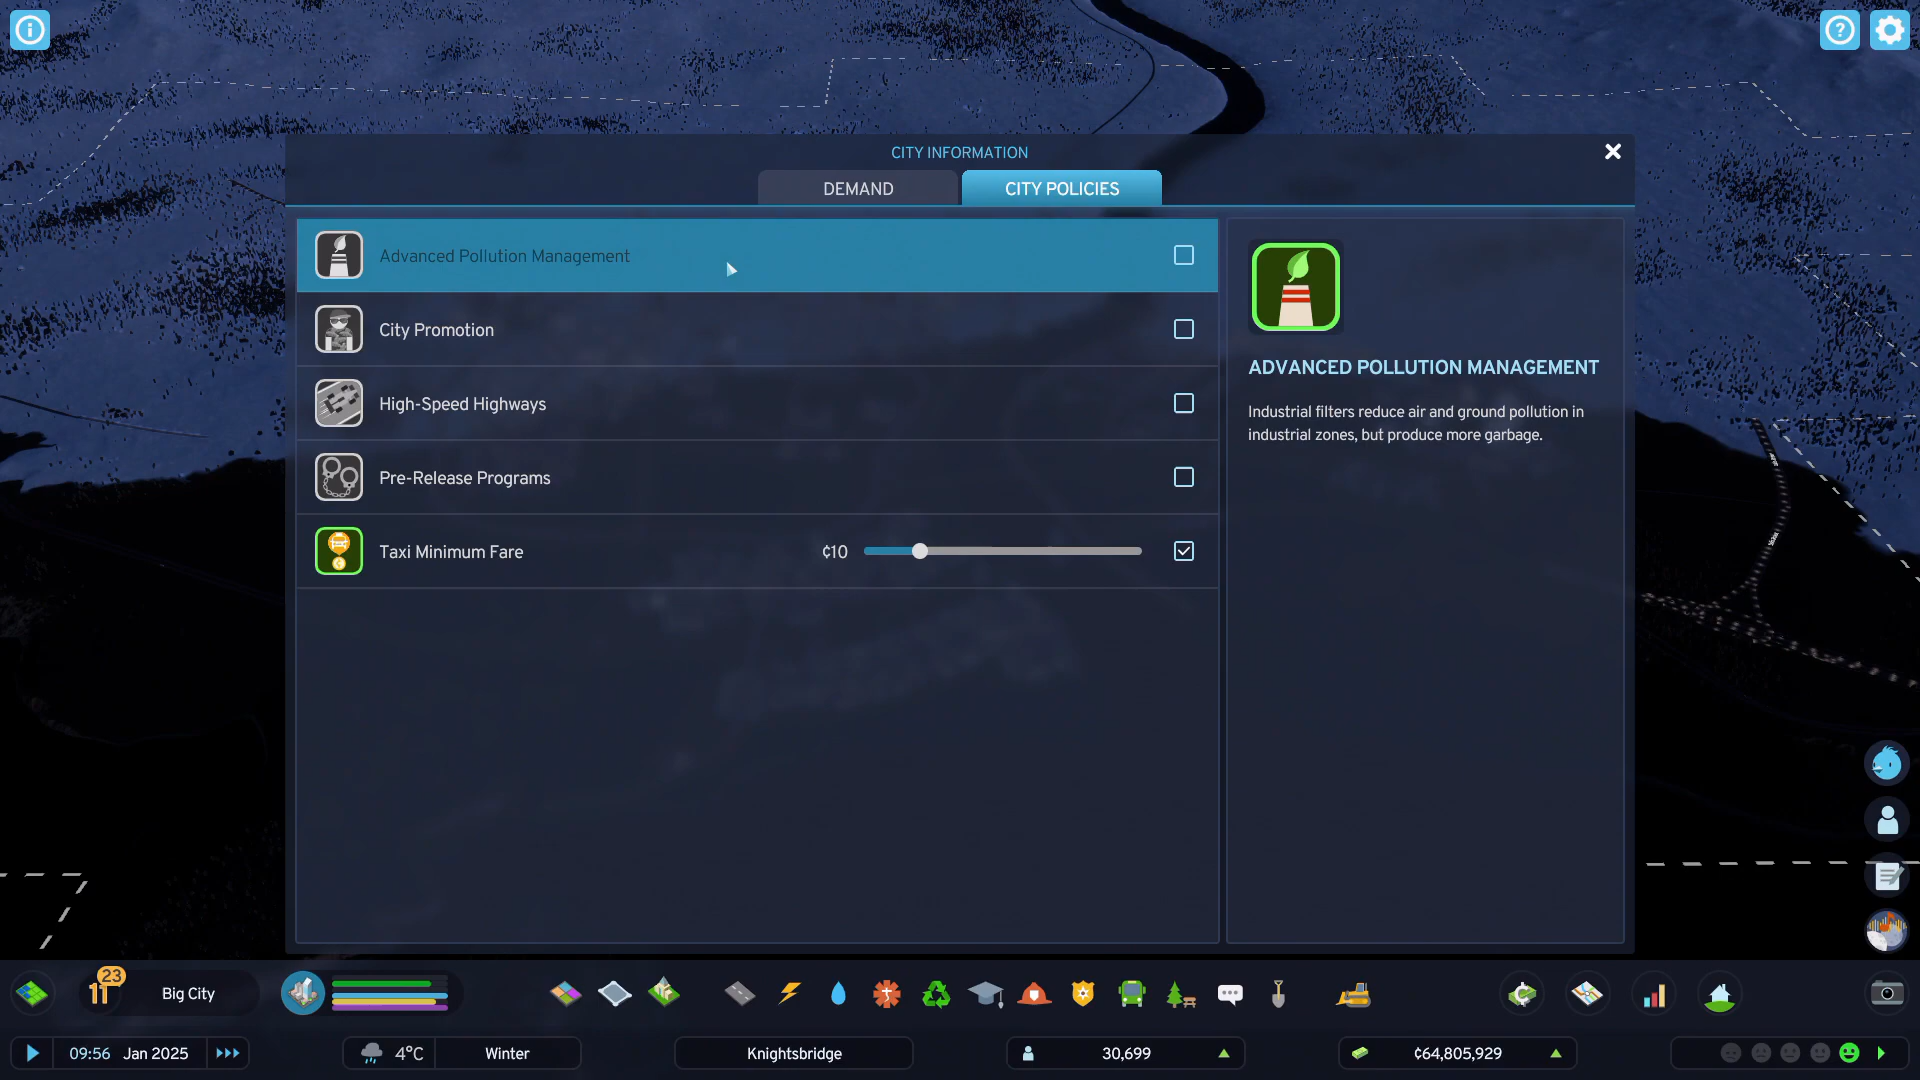 CITY INFORMATION
DEMAND
CITY POLICIES
Advanced Pollution Management
City Promotion
High-Speed Highways
Pre-Release Programs
Taxi Minimum Fare
¢10
ADVANCED POLLUTION MANAGEMENT
Industrial filters reduce air and ground pollution in
industrial zones, but produce more garbage.
23
Big City
09:56 Jan 2025
4°C
Winter
Knightsbridge
30,699
¢64,805,929